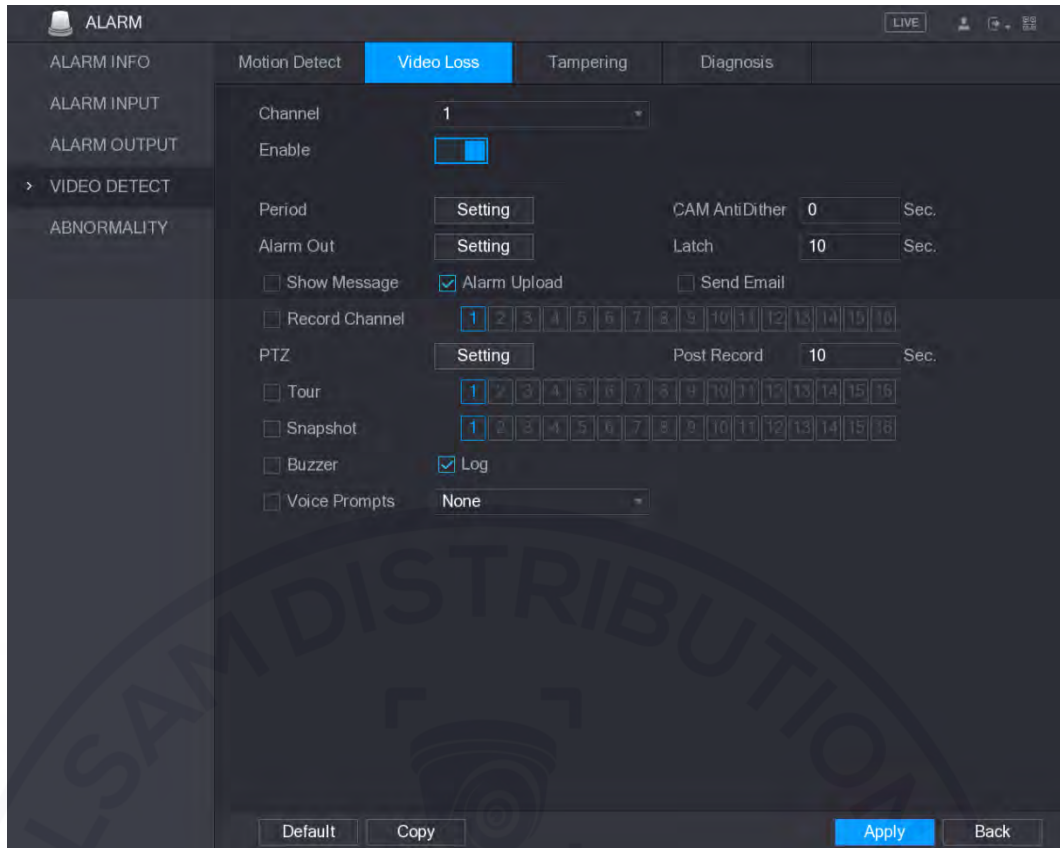 ALARM LIVE
ALARM INFO
ALARM INPUT
ALARM OUTPUT
> VIDEO DETECT
ABNORMALITY
Motion Detect Video Loss Tampering Diagnosis
Channel 1
Enable
Period Setting CAM AntiDither 0 Sec.
Alarm Out Setting Latch 10 Sec.
Show Message Alarm Upload Send Email
Record Channel 1 2 3 4 5 6 7 8 9 10 11 12 13 14 15 16
PTZ Setting Post Record 10 Sec.
Tour 1 2 3 4 5 6 7 8 9 10 11 12 13 14 15 16
Snapshot 1 2 3 4 5 6 7 8 9 10 11 12 13 14 15 16
Buzzer Log
Voice Prompts None
LSAM DISTRIBUTION
Default Copy Apply Back